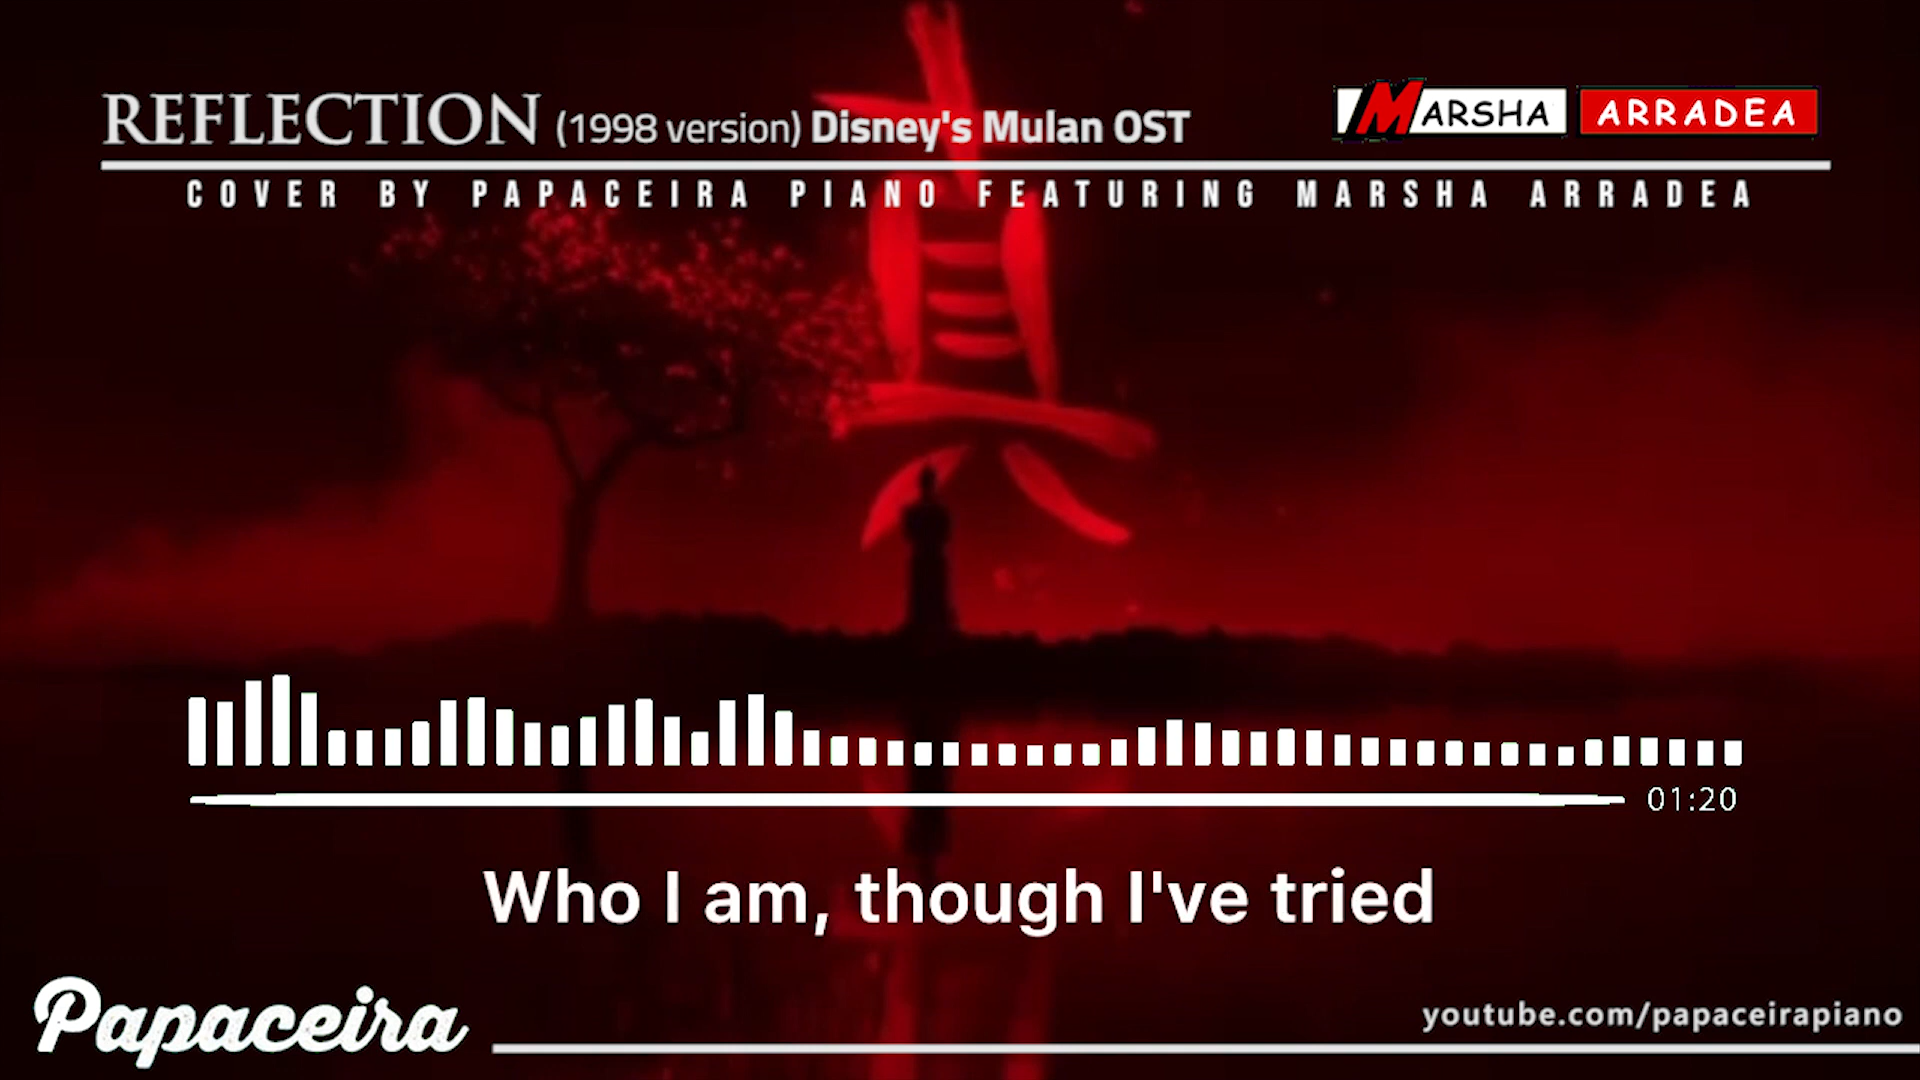 REFLECTION (1998 version) Disney's Mulan OST
MARSHA ARRADEA
COVER BY PAPACEIRA PIANO FEATURING MARSHA ARRADEA
真
01:20
Who I am, though I've tried
Papaceira
youtube.com/papaceirapiano